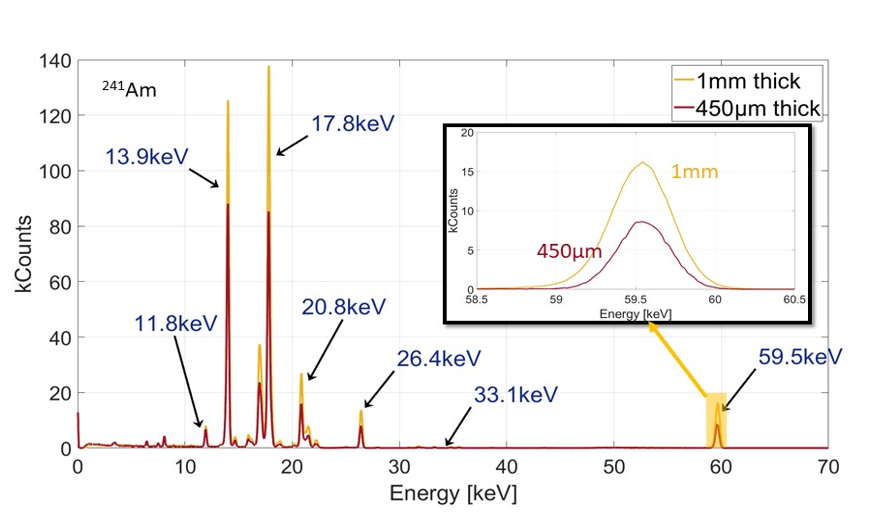 140
120
100
80
60
40
20
0
kCounts
0 10 20 30 40 50 60 70
Energy [keV]
²⁴¹Am
1mm thick
450µm thick
13.9keV
17.8keV
11.8keV
20.8keV
26.4keV
33.1keV
59.5keV
20
15
10
5
0
kCounts
58.5 59 59.5 60 60.5
Energy [keV]
1mm
450µm